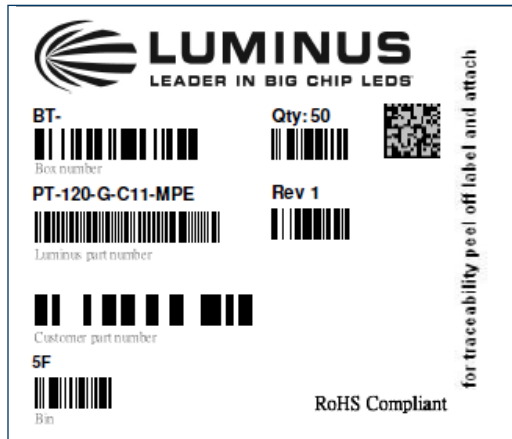 LUMINUS
LEADER IN BIG CHIP LEDS
BT-
Qty: 50
Box number
PT-120-G-C11-MPE
Rev 1
Luminus part number
Customer part number
5F
Bin
RoHS Compliant
for traceability peel off label and attach